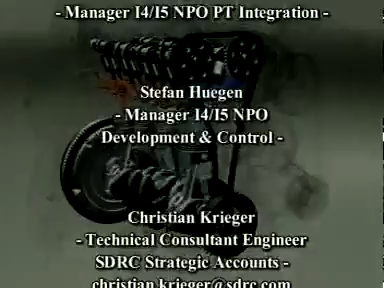 - Manager I4/I5 NPO PT Integration -
Stefan Huegen
- Manager I4/I5 NPO
Development & Control -
Christian Krieger
- Technical Consultant Engineer
SDRC Strategic Accounts -
christian.krieger@sdrc.com